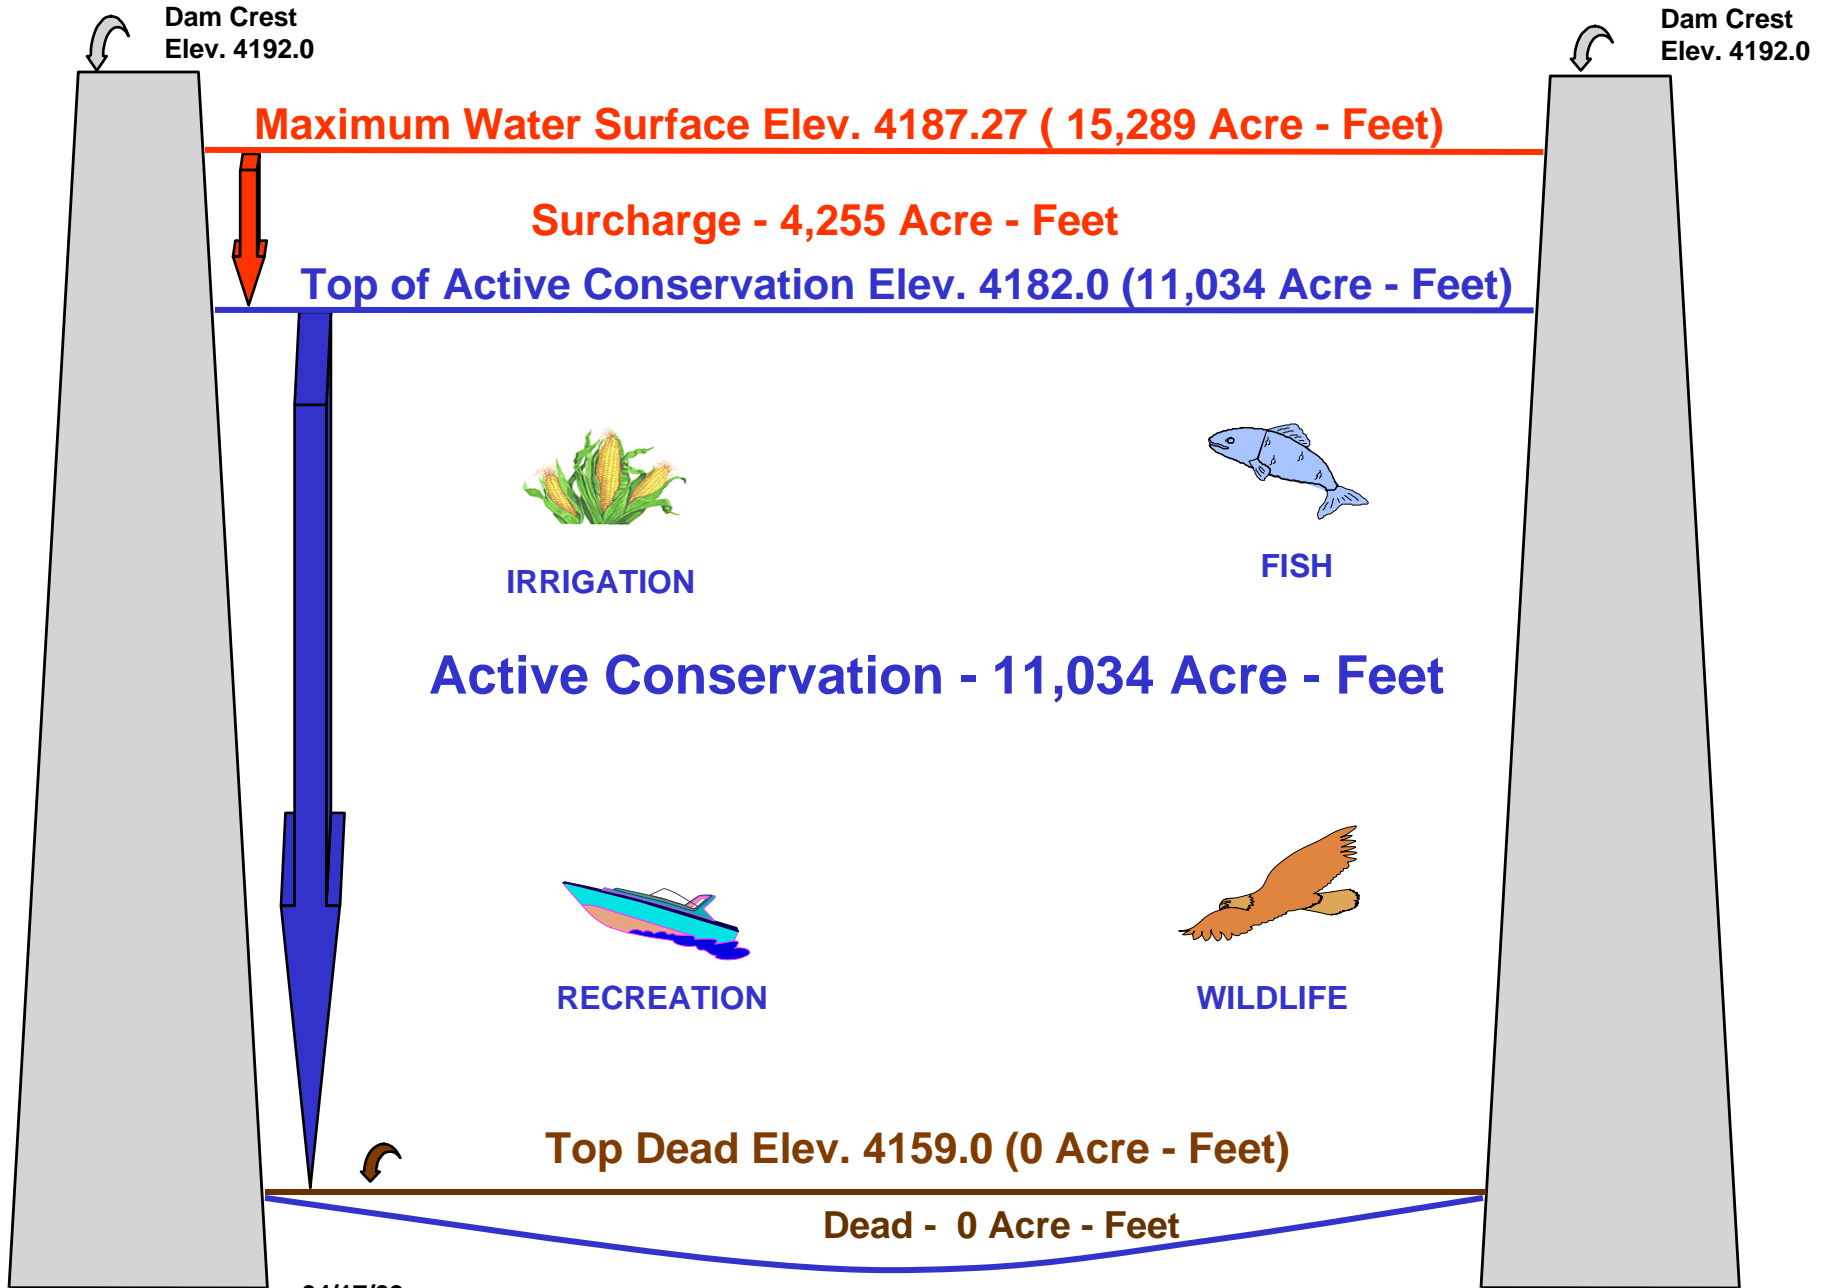 Dam Crest
Elev. 4192.0
Dam Crest
Elev. 4192.0
Maximum Water Surface Elev. 4187.27 ( 15,289 Acre - Feet)
Surcharge - 4,255 Acre - Feet
Top of Active Conservation Elev. 4182.0 (11,034 Acre - Feet)
IRRIGATION
FISH
Active Conservation - 11,034 Acre - Feet
RECREATION
WILDLIFE
Top Dead Elev. 4159.0 (0 Acre - Feet)
Dead -  0 Acre - Feet